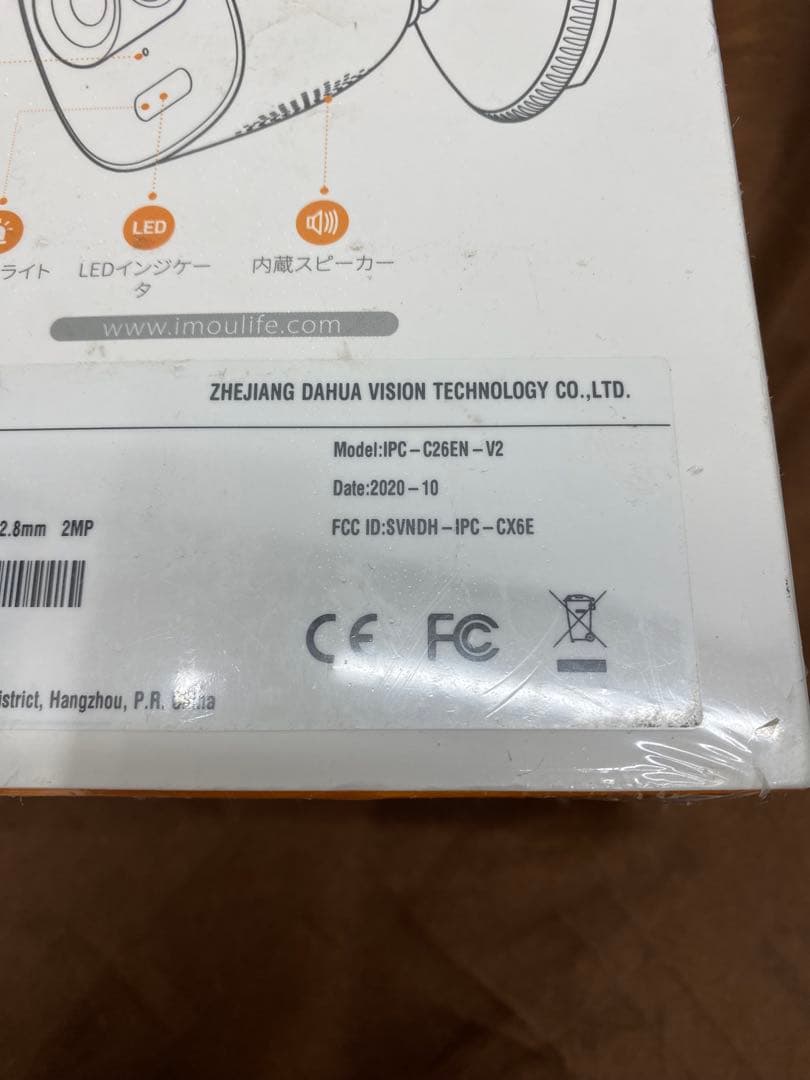 LED
ライト
LEDインジケー
タ
内蔵スピーカー
www.imoulife.com
ZHEJIANG DAHUA VISION TECHNOLOGY CO.,LTD.
Model:IPC-C26EN-V2
Date:2020-10
2.8mm 2MP
FCC ID:SVNDH-IPC-CX6E
CE FC
istrict, Hangzhou, P.R. China